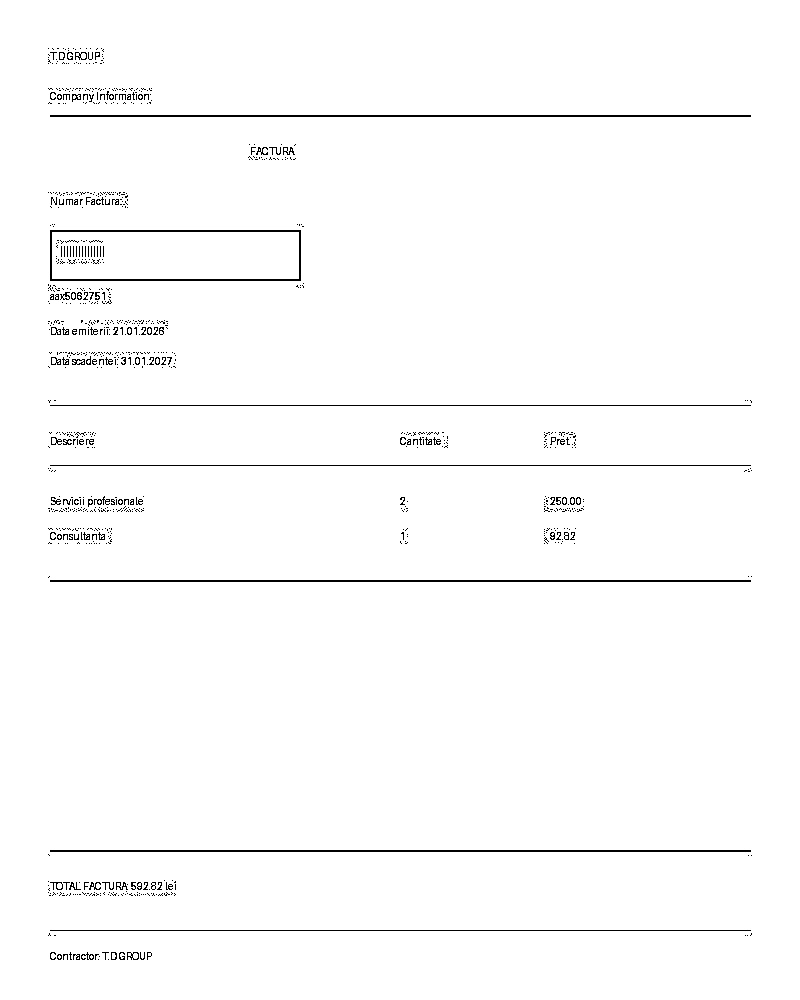 T.D GROUP
Company Information
FACTURA
Numar Factura:
aax5062751
Data emiterii: 21.01.2026
Data scadentei: 31.01.2027
Descriere Cantitate Pret
Servicii profesionale 2 250.00
Consultanta 1 92.82
TOTAL FACTURA: 592.82 lei
Contractor: T.D GROUP